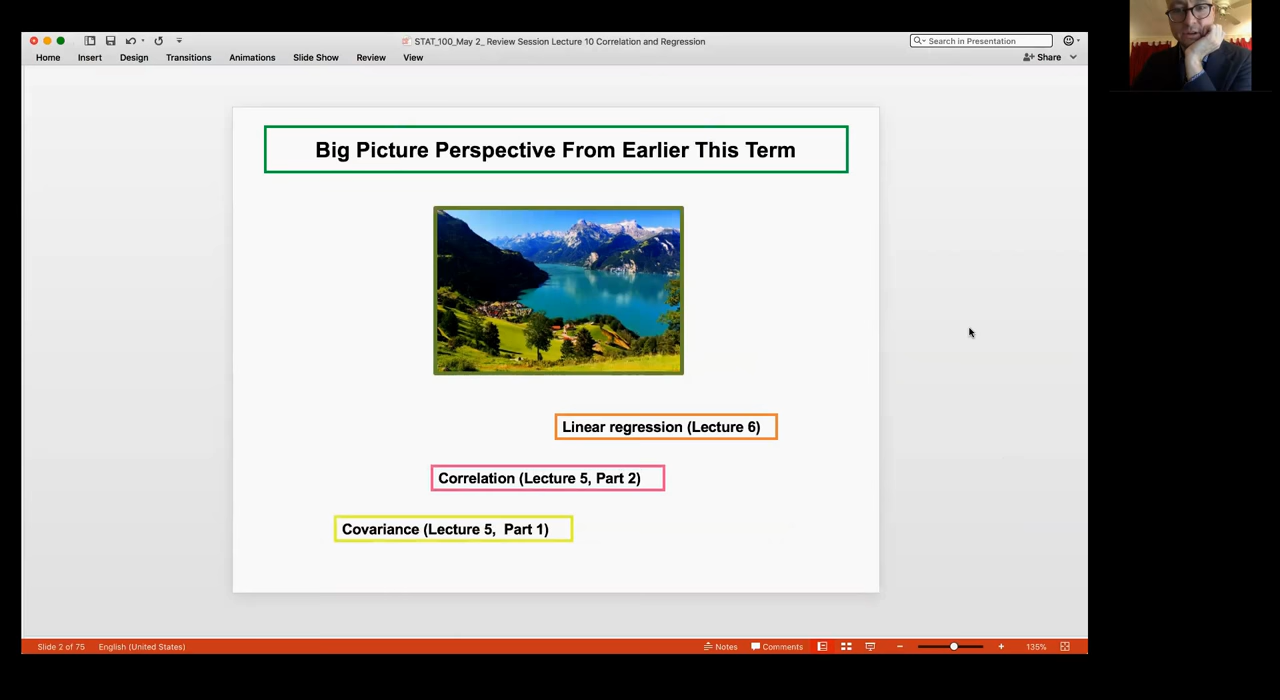 STAT_100_May 2_ Review Session Lecture 10 Correlation and Regression
Search in Presentation
Home Insert Design Transitions Animations Slide Show Review View
Share
Big Picture Perspective From Earlier This Term
Linear regression (Lecture 6)
Correlation (Lecture 5, Part 2)
Covariance (Lecture 5, Part 1)
Slide 2 of 75 English (United States) Notes Comments 135%